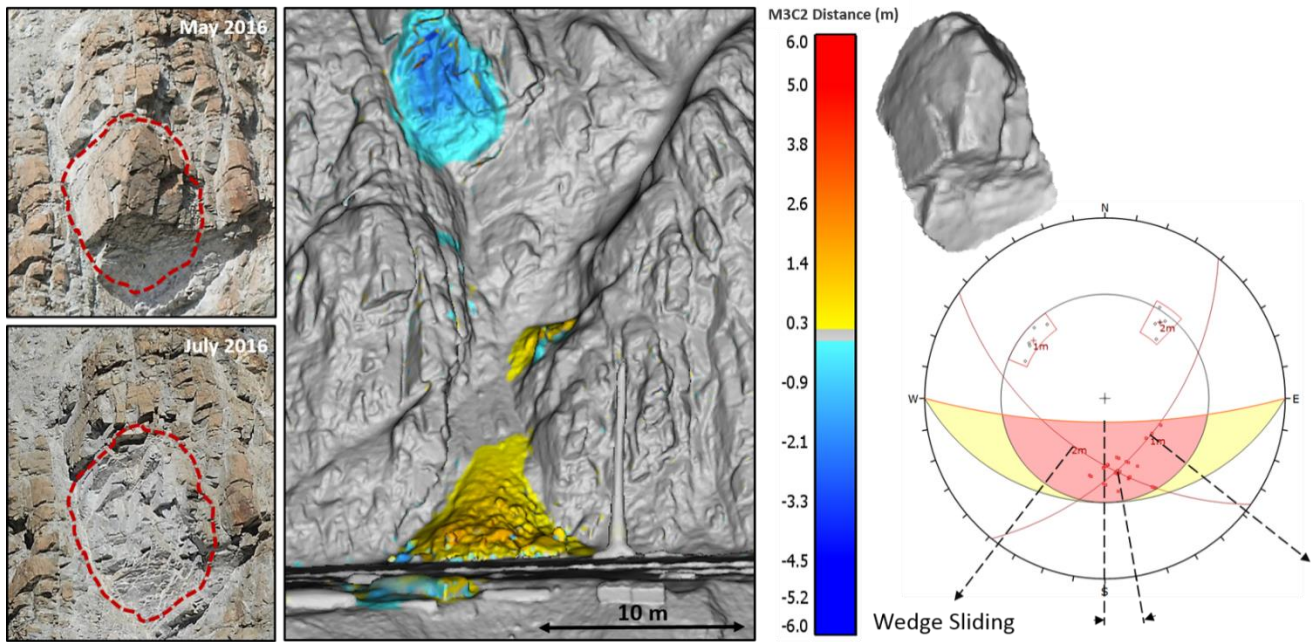 May 2016
July 2016
10 m
M3C2 Distance (m)
6.0
5.0
3.8
2.6
1.4
0.3
-0.9
-2.1
-3.3
-4.5
-5.2
-6.0
N
1m
2m
W
E
1m
2m
S
Wedge Sliding